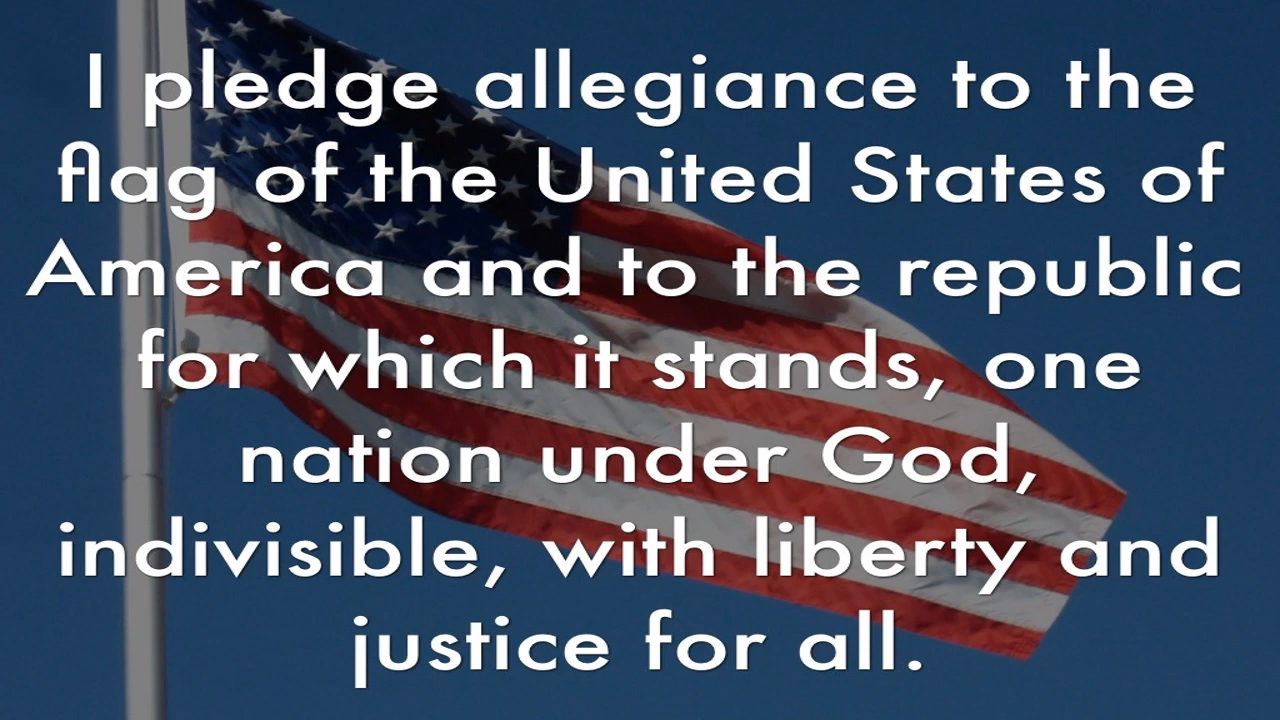 I pledge allegiance to the
flag of the United States of
America and to the republic
for which it stands, one
nation under God,
indivisible, with liberty and
justice for all.